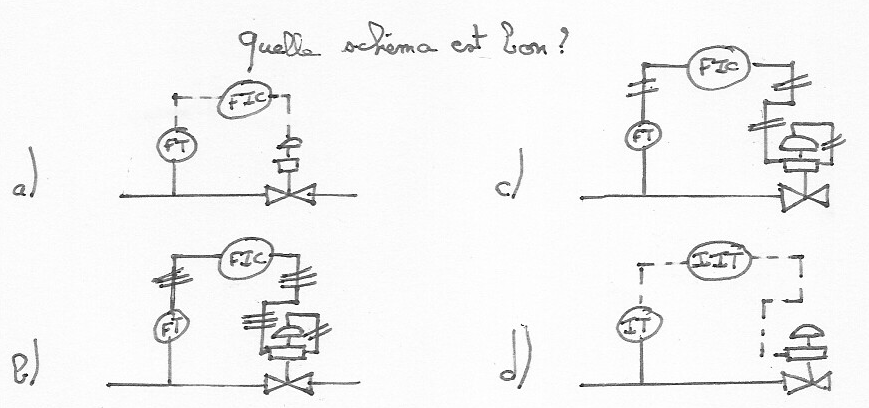 Quelle schéma est bon?
FIC
FT
a)
FIC
FT
c)
FIC
FT
b)
IIT
IT
d)